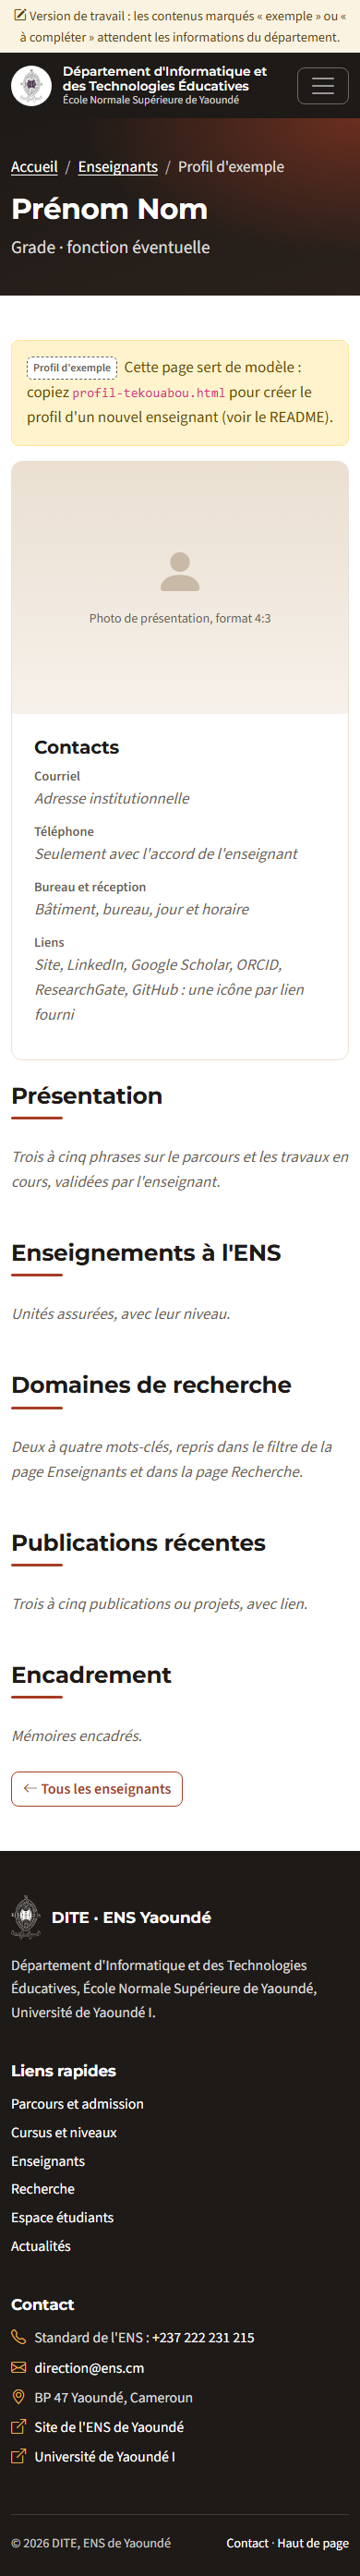 Version de travail : les contenus marqués « exemple » ou «
à compléter » attendent les informations du département.
Département d'Informatique et
des Technologies Éducatives
École Normale Supérieure de Yaoundé
Accueil / Enseignants / Profil d'exemple
Prénom Nom
Grade · fonction éventuelle
Profil d'exemple Cette page sert de modèle :
copiez profil-tekouabou.html pour créer le
profil d'un nouvel enseignant (voir le README).
Photo de présentation, format 4:3
Contacts
Courriel
Adresse institutionnelle
Téléphone
Seulement avec l'accord de l'enseignant
Bureau et réception
Bâtiment, bureau, jour et horaire
Liens
Site, LinkedIn, Google Scholar, ORCID,
ResearchGate, GitHub : une icône par lien
fourni
Présentation
Trois à cinq phrases sur le parcours et les travaux en
cours, validées par l'enseignant.
Enseignements à l'ENS
Unités assurées, avec leur niveau.
Domaines de recherche
Deux à quatre mots-clés, repris dans le filtre de la
page Enseignants et dans la page Recherche.
Publications récentes
Trois à cinq publications ou projets, avec lien.
Encadrement
Mémoires encadrés.
← Tous les enseignants
DITE · ENS Yaoundé
Département d'Informatique et des Technologies
Éducatives, École Normale Supérieure de Yaoundé,
Université de Yaoundé I.
Liens rapides
Parcours et admission
Cursus et niveaux
Enseignants
Recherche
Espace étudiants
Actualités
Contact
Standard de l'ENS : +237 222 231 215
direction@ens.cm
BP 47 Yaoundé, Cameroun
Site de l'ENS de Yaoundé
Université de Yaoundé I
© 2026 DITE, ENS de Yaoundé Contact · Haut de page